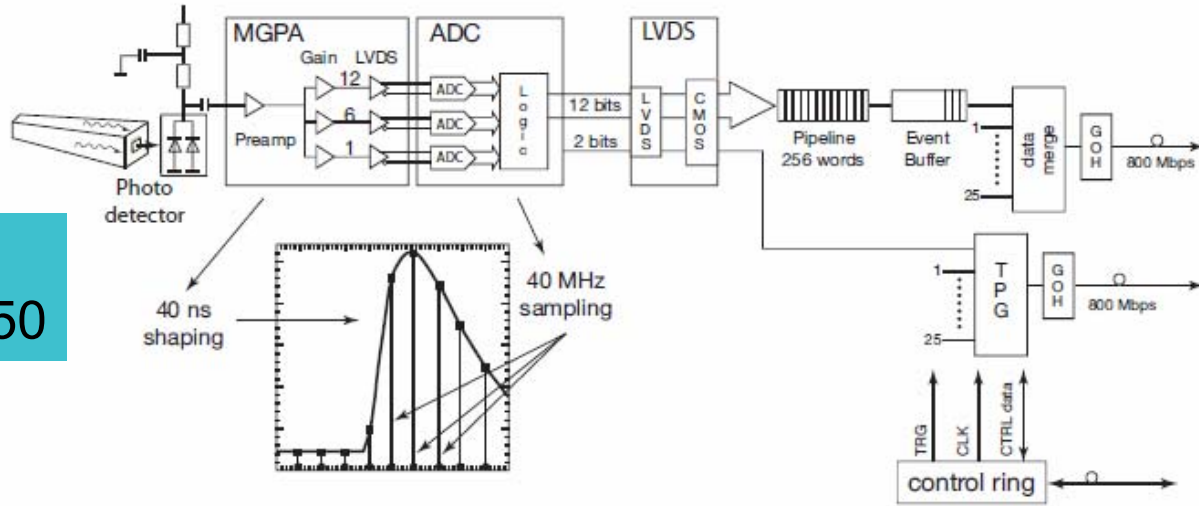 MGPA
Gain LVDS
12
6
1
Preamp
ADC
ADC
ADC
ADC
Logic
12 bits
2 bits
LVDS
LVDS
CMOS
Pipeline
256 words
Event
Buffer
1
25
data
merge
GOH
800 Mbps
Photo
detector
50
40 ns
shaping
40 MHz
sampling
1
25
TPG
GOH
800 Mbps
TRG
CLK
CTRL data
control ring